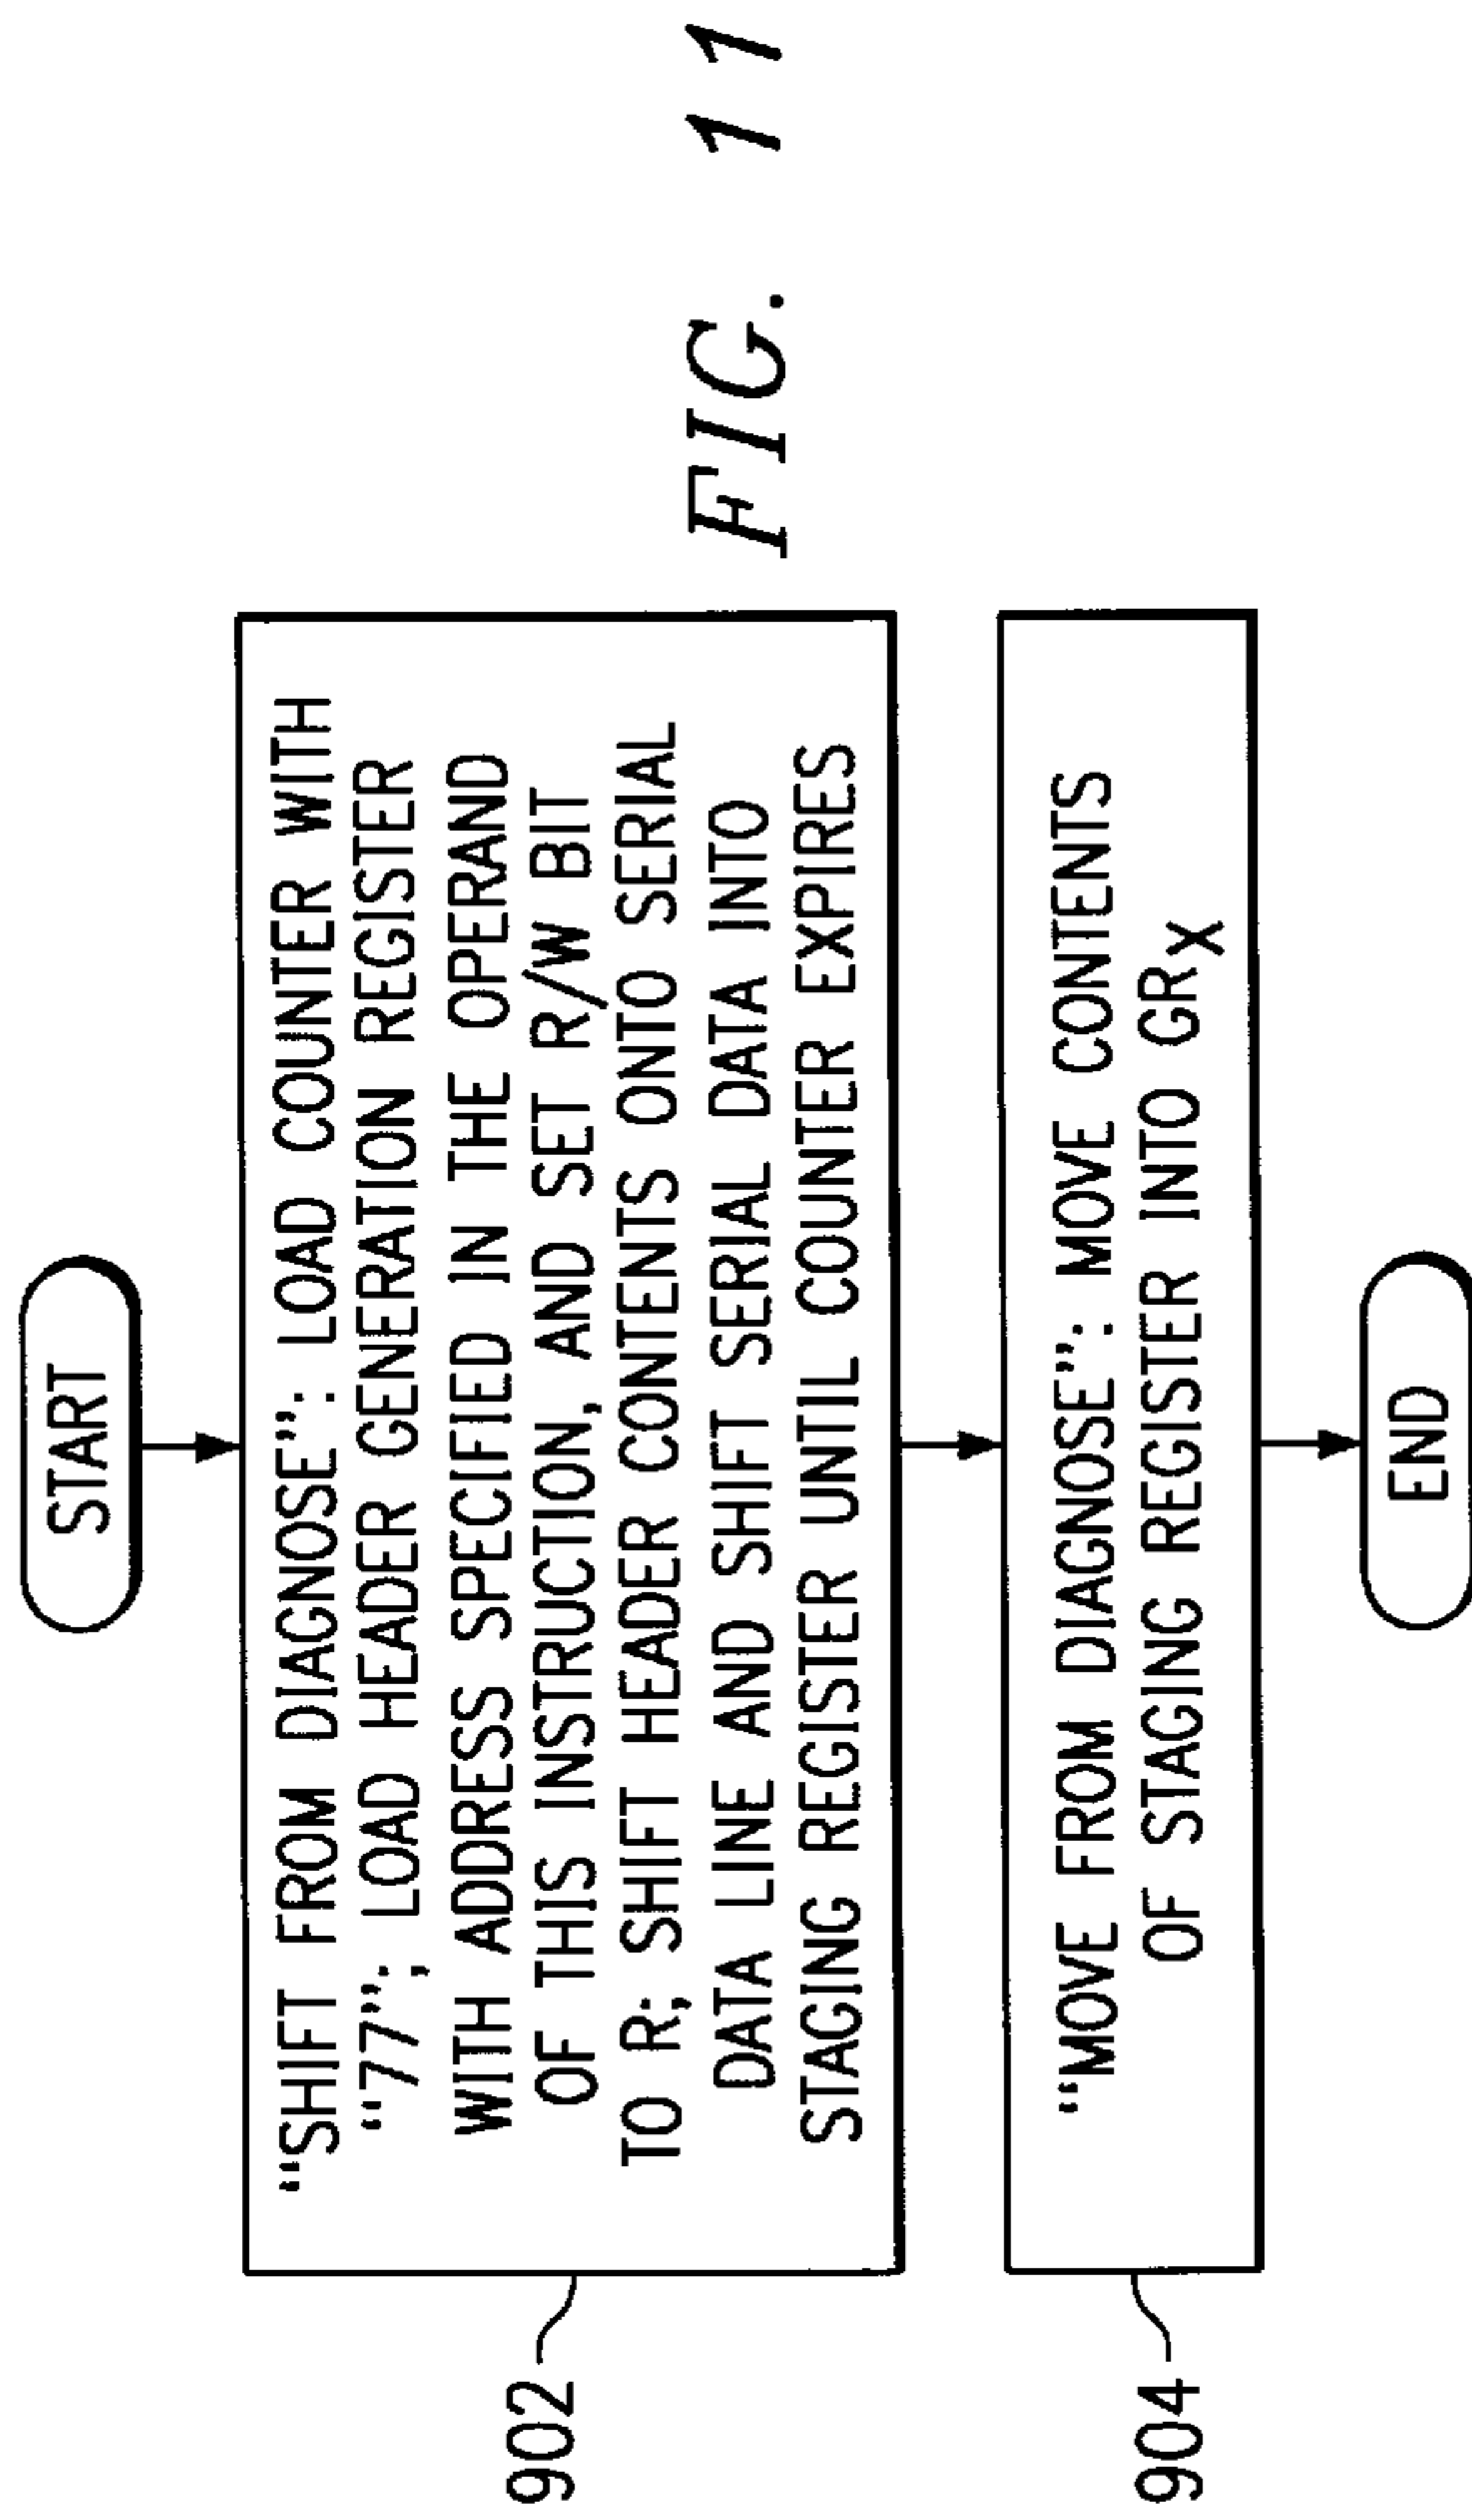 START
"SHIFT FROM DIAGNOSE": LOAD COUNTER WITH
"77"; LOAD HEADER GENERATION REGISTER
WITH ADDRESS SPECIFIED IN THE OPERAND
OF THIS INSTRUCTION, AND SET R/W BIT
TO R; SHIFT HEADER CONTENTS ONTO SERIAL
DATA LINE AND SHIFT SERIAL DATA INTO
STAGING REGISTER UNTIL COUNTER EXPIRES
902
"MOVE FROM DIAGNOSE": MOVE CONTENTS
OF STAGING REGISTER INTO GRX
904
END
FIG. 11